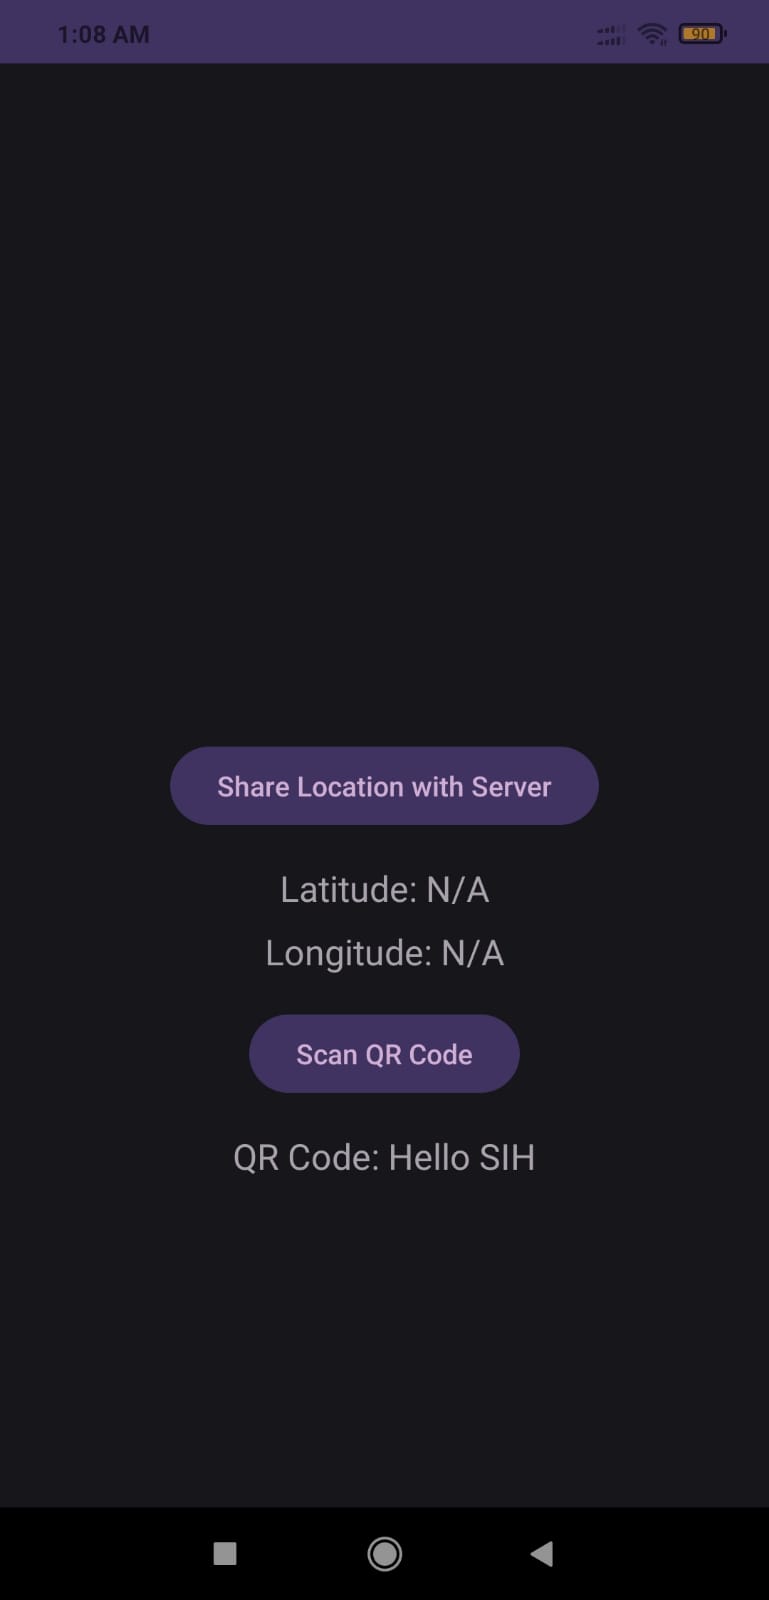 1:08 AM
90
Share Location with Server
Latitude: N/A
Longitude: N/A
Scan QR Code
QR Code: Hello SIH